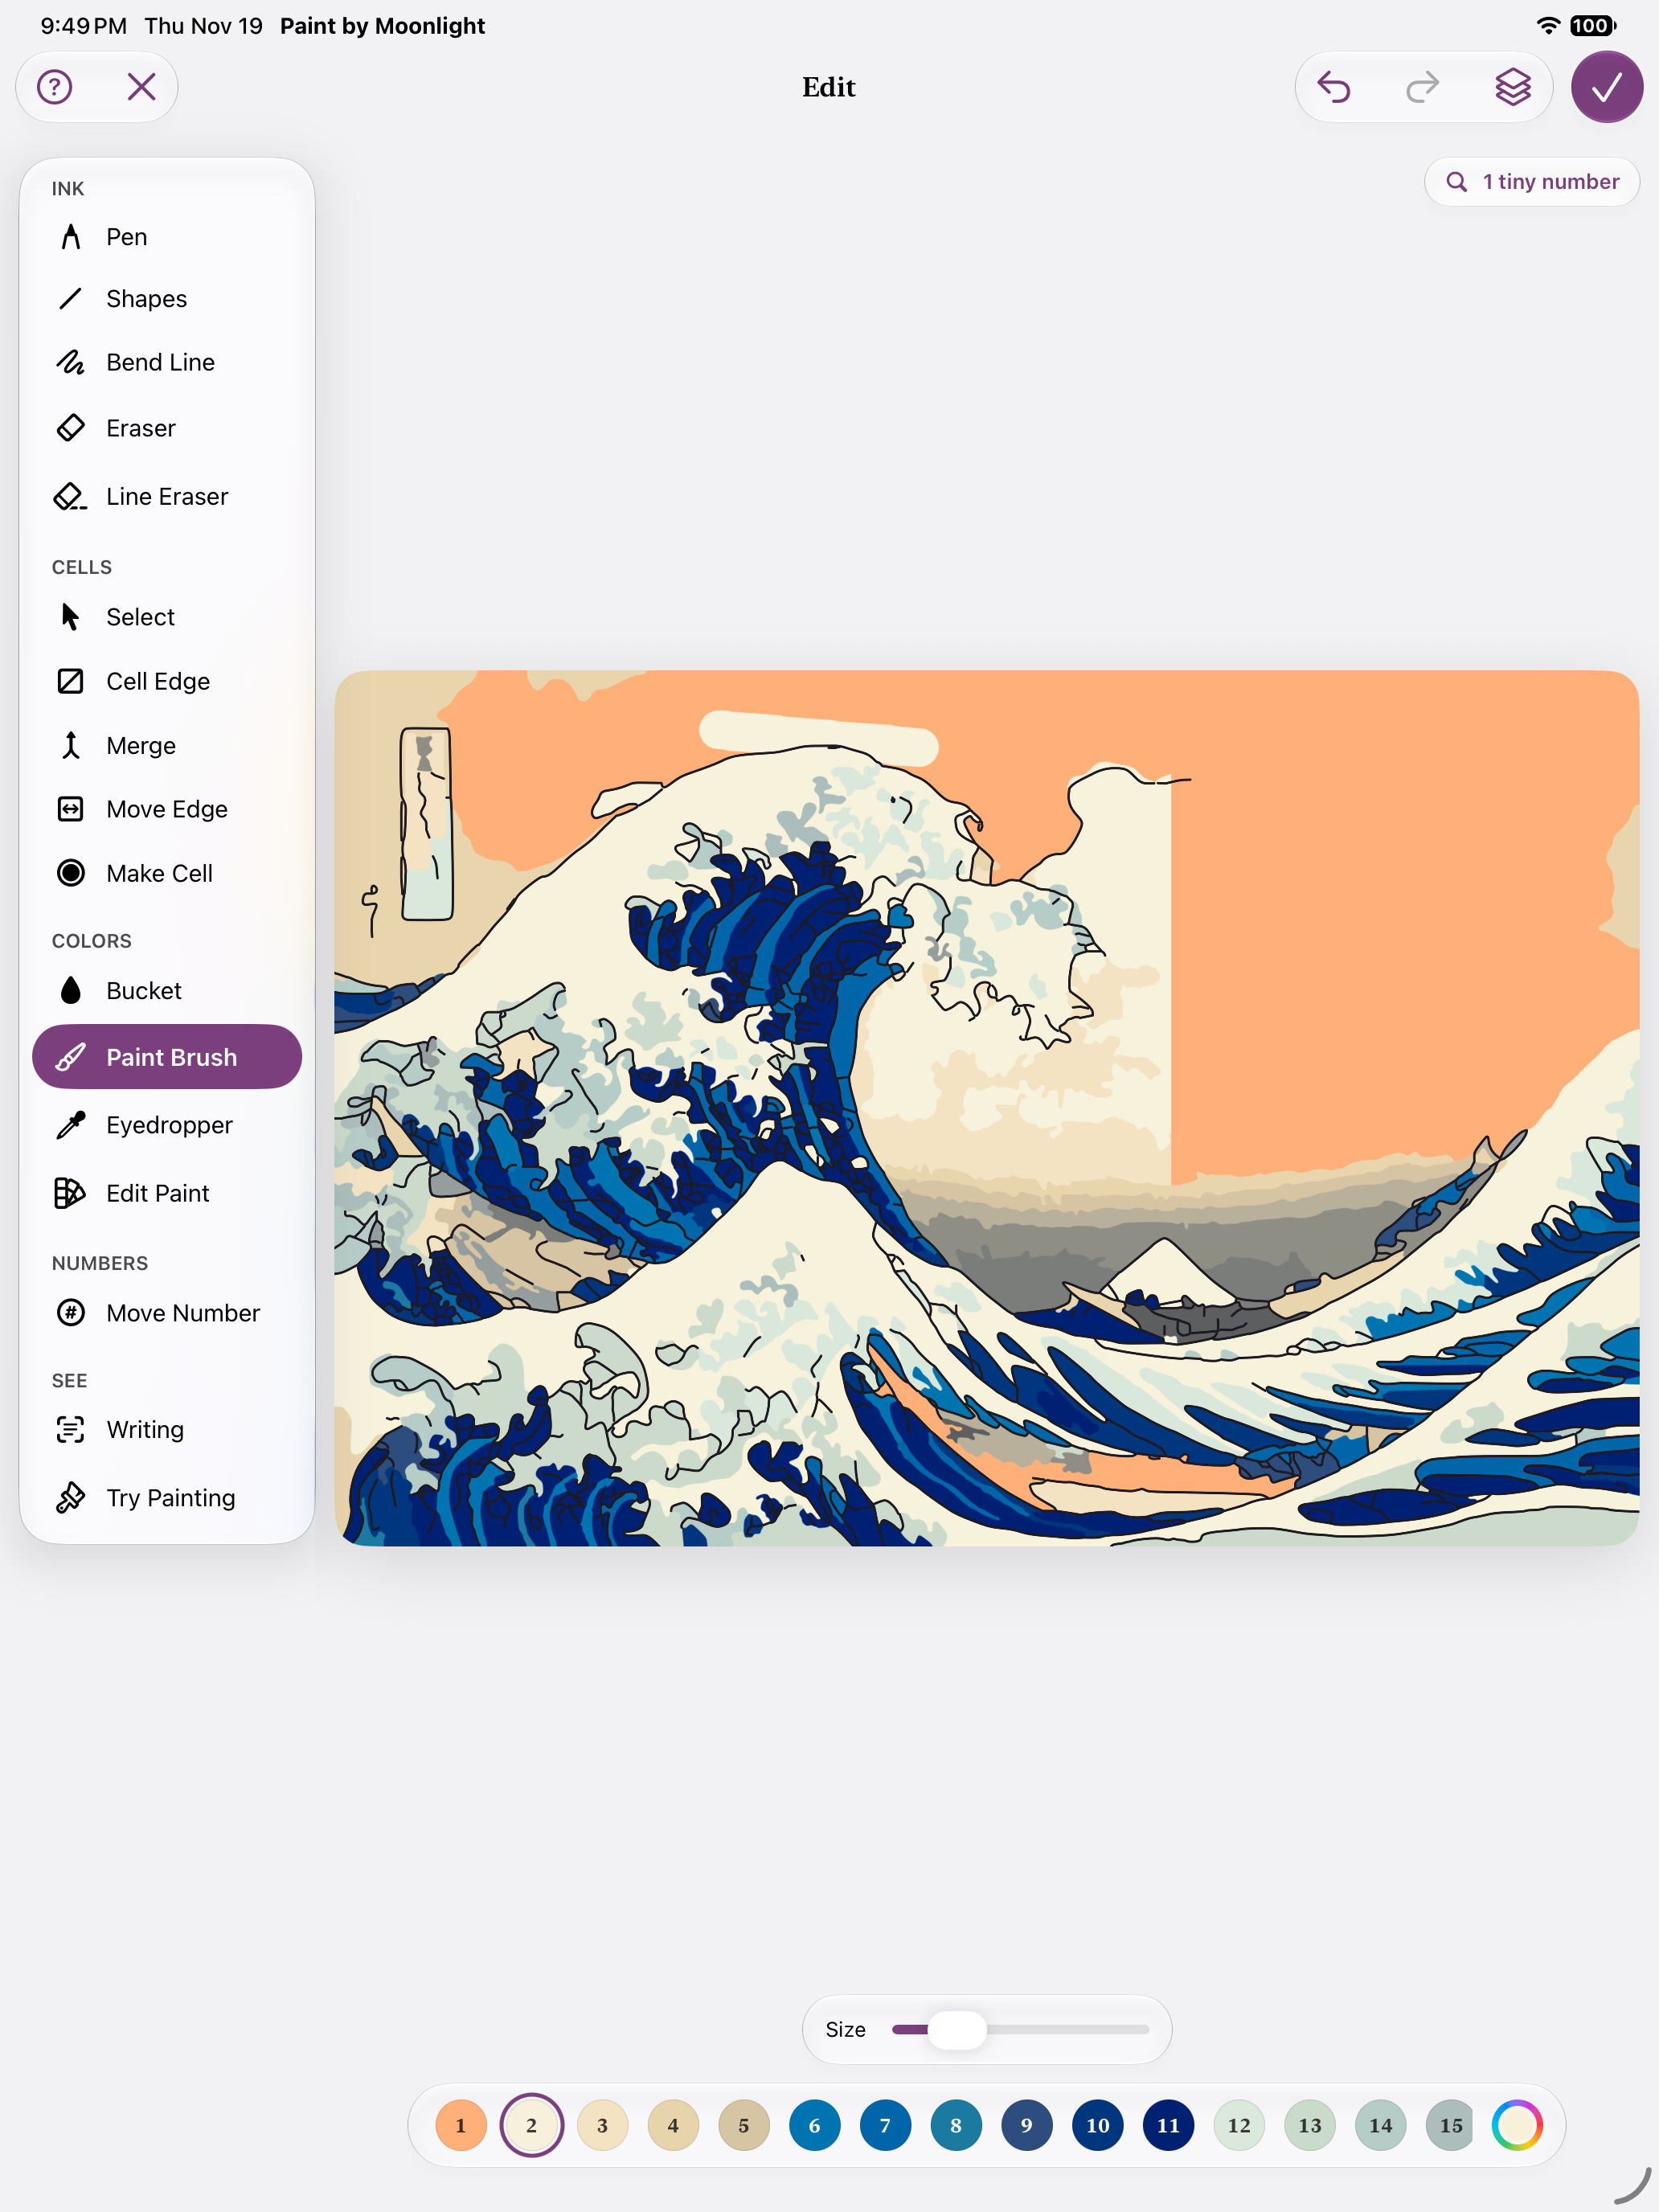 9:49 PM Thu Nov 19 Paint by Moonlight
100
Edit
1 tiny number
INK
Pen
Shapes
Bend Line
Eraser
Line Eraser
CELLS
Select
Cell Edge
Merge
Move Edge
Make Cell
COLORS
Bucket
Paint Brush
Eyedropper
Edit Paint
NUMBERS
# Move Number
SEE
Writing
Try Painting
Size
1 2 3 4 5 6 7 8 9 10 11 12 13 14 15